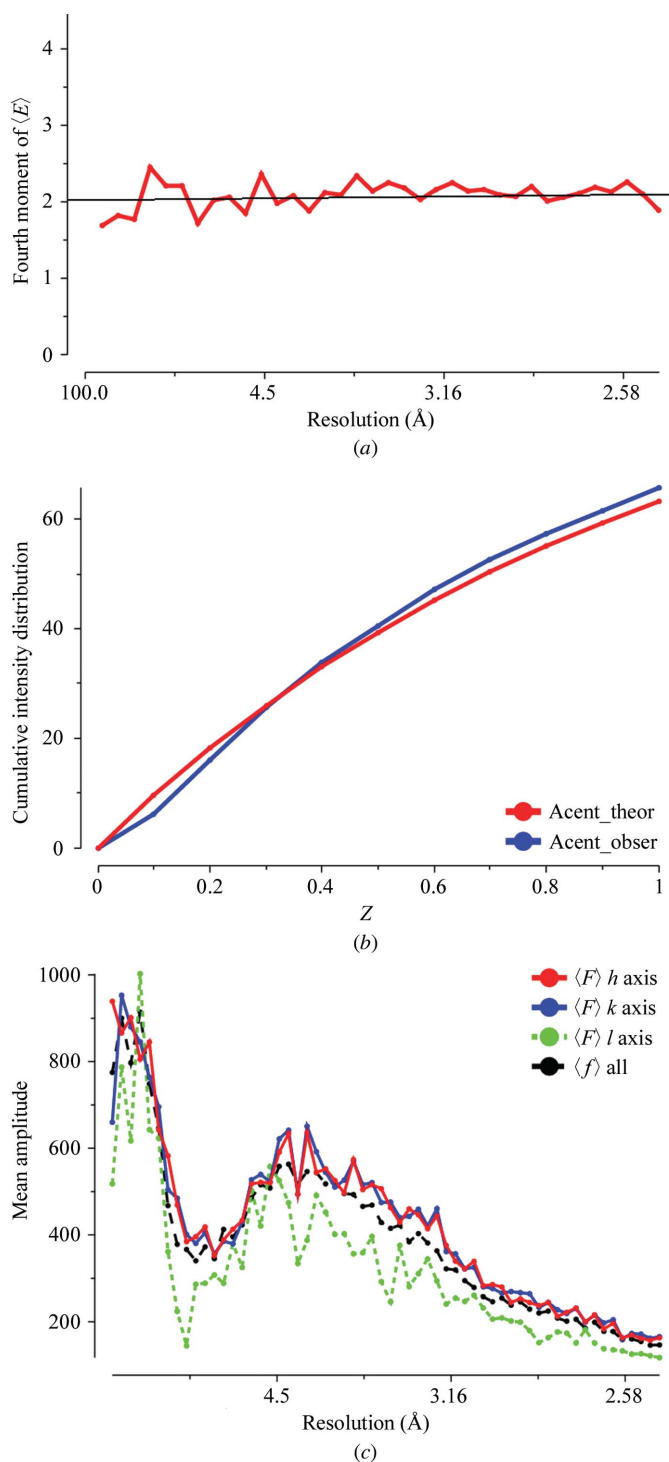 4
3
2
1
0
Fourth moment of ⟨E⟩
100.0 4.5 3.16 2.58
Resolution (Å)
(a)
60
40
20
0
Cumulative intensity distribution
Acent_theor
Acent_obser
0 0.2 0.4 0.6 0.8 1
Z
(b)
1000
800
600
400
200
Mean amplitude
⟨F⟩ h axis
⟨F⟩ k axis
⟨F⟩ l axis
⟨f⟩ all
4.5 3.16 2.58
Resolution (Å)
(c)